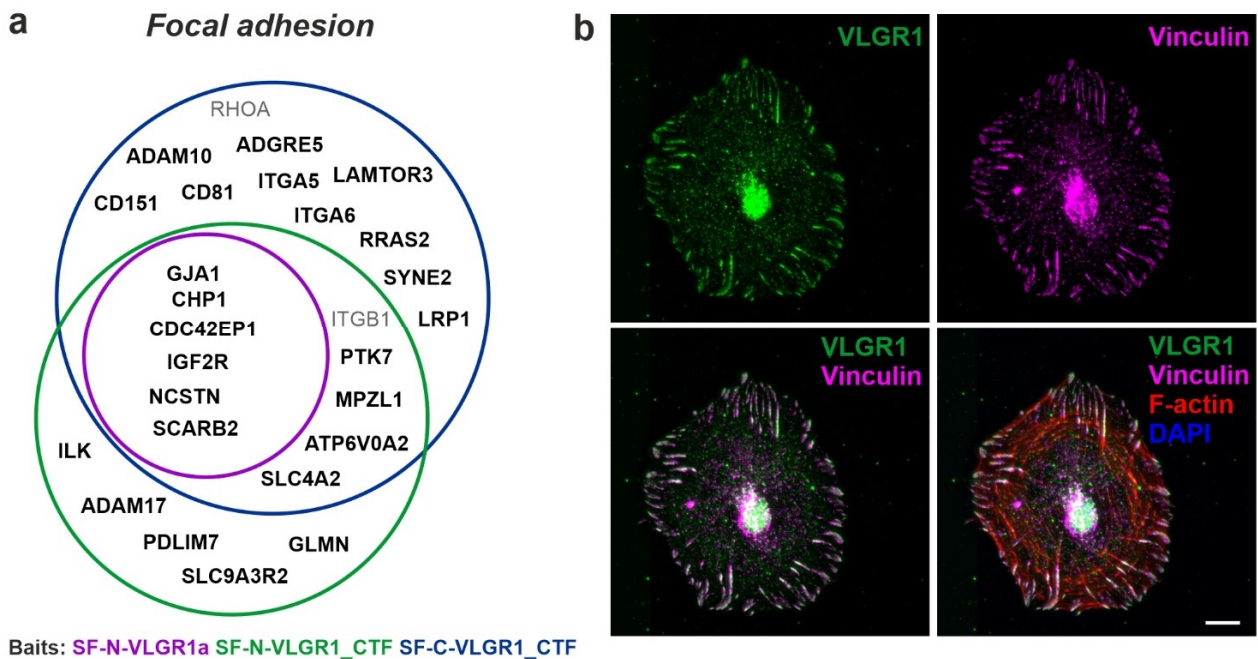 a
Focal adhesion
RHOA
ADGRE5
ADAM10
LAMTOR3
ITGA5
CD81
CD151
ITGA6
RRAS2
SYNE2
GJA1
CHP1
ITGB1
LRP1
CDC42EP1
PTK7
IGF2R
NCSTN
MPZL1
SCARB2
ATP6V0A2
ILK
SLC4A2
ADAM17
PDLIM7
GLMN
SLC9A3R2
Baits: SF-N-VLGR1a SF-N-VLGR1_CTF SF-C-VLGR1_CTF
b
VLGR1
Vinculin
VLGR1
Vinculin
VLGR1
Vinculin
F-actin
DAPI